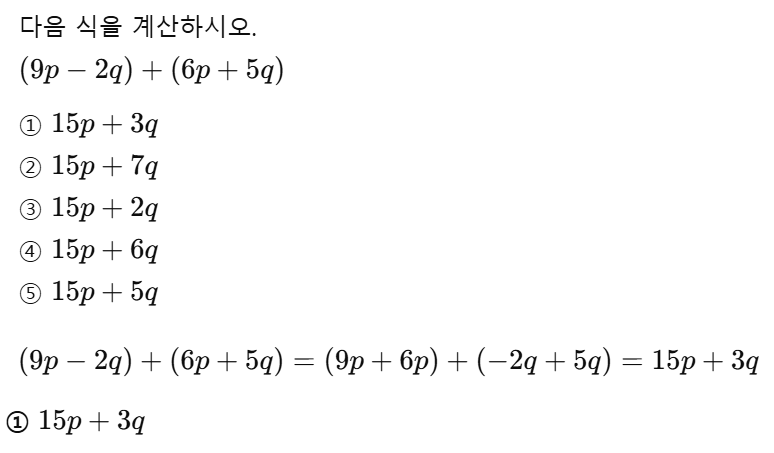 다음 식을 계산하시오.
(9p − 2q) + (6p + 5q)
① 15p + 3q
② 15p + 7q
③ 15p + 2q
④ 15p + 6q
⑤ 15p + 5q
(9p − 2q) + (6p + 5q) = (9p + 6p) + (−2q + 5q) = 15p + 3q
① 15p + 3q